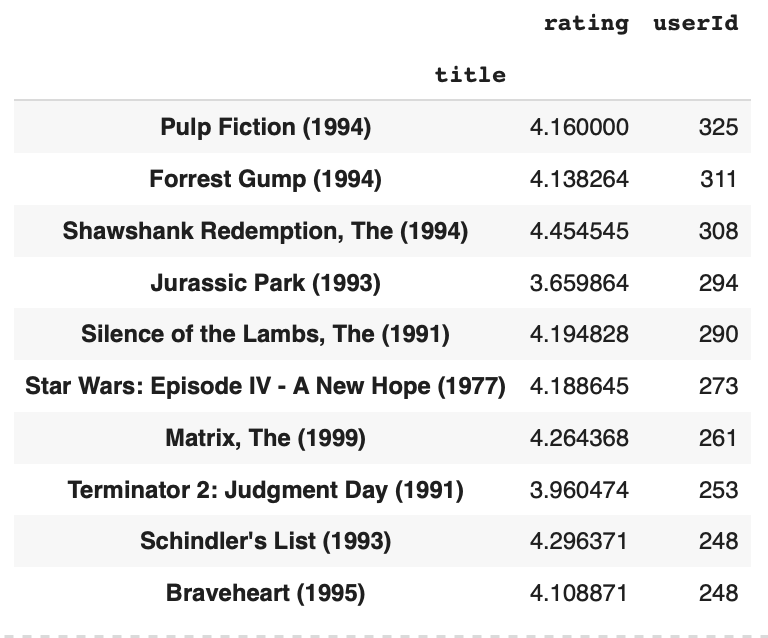 rating userId
title
Pulp Fiction (1994) 4.160000 325
Forrest Gump (1994) 4.138264 311
Shawshank Redemption, The (1994) 4.454545 308
Jurassic Park (1993) 3.659864 294
Silence of the Lambs, The (1991) 4.194828 290
Star Wars: Episode IV - A New Hope (1977) 4.188645 273
Matrix, The (1999) 4.264368 261
Terminator 2: Judgment Day (1991) 3.960474 253
Schindler's List (1993) 4.296371 248
Braveheart (1995) 4.108871 248